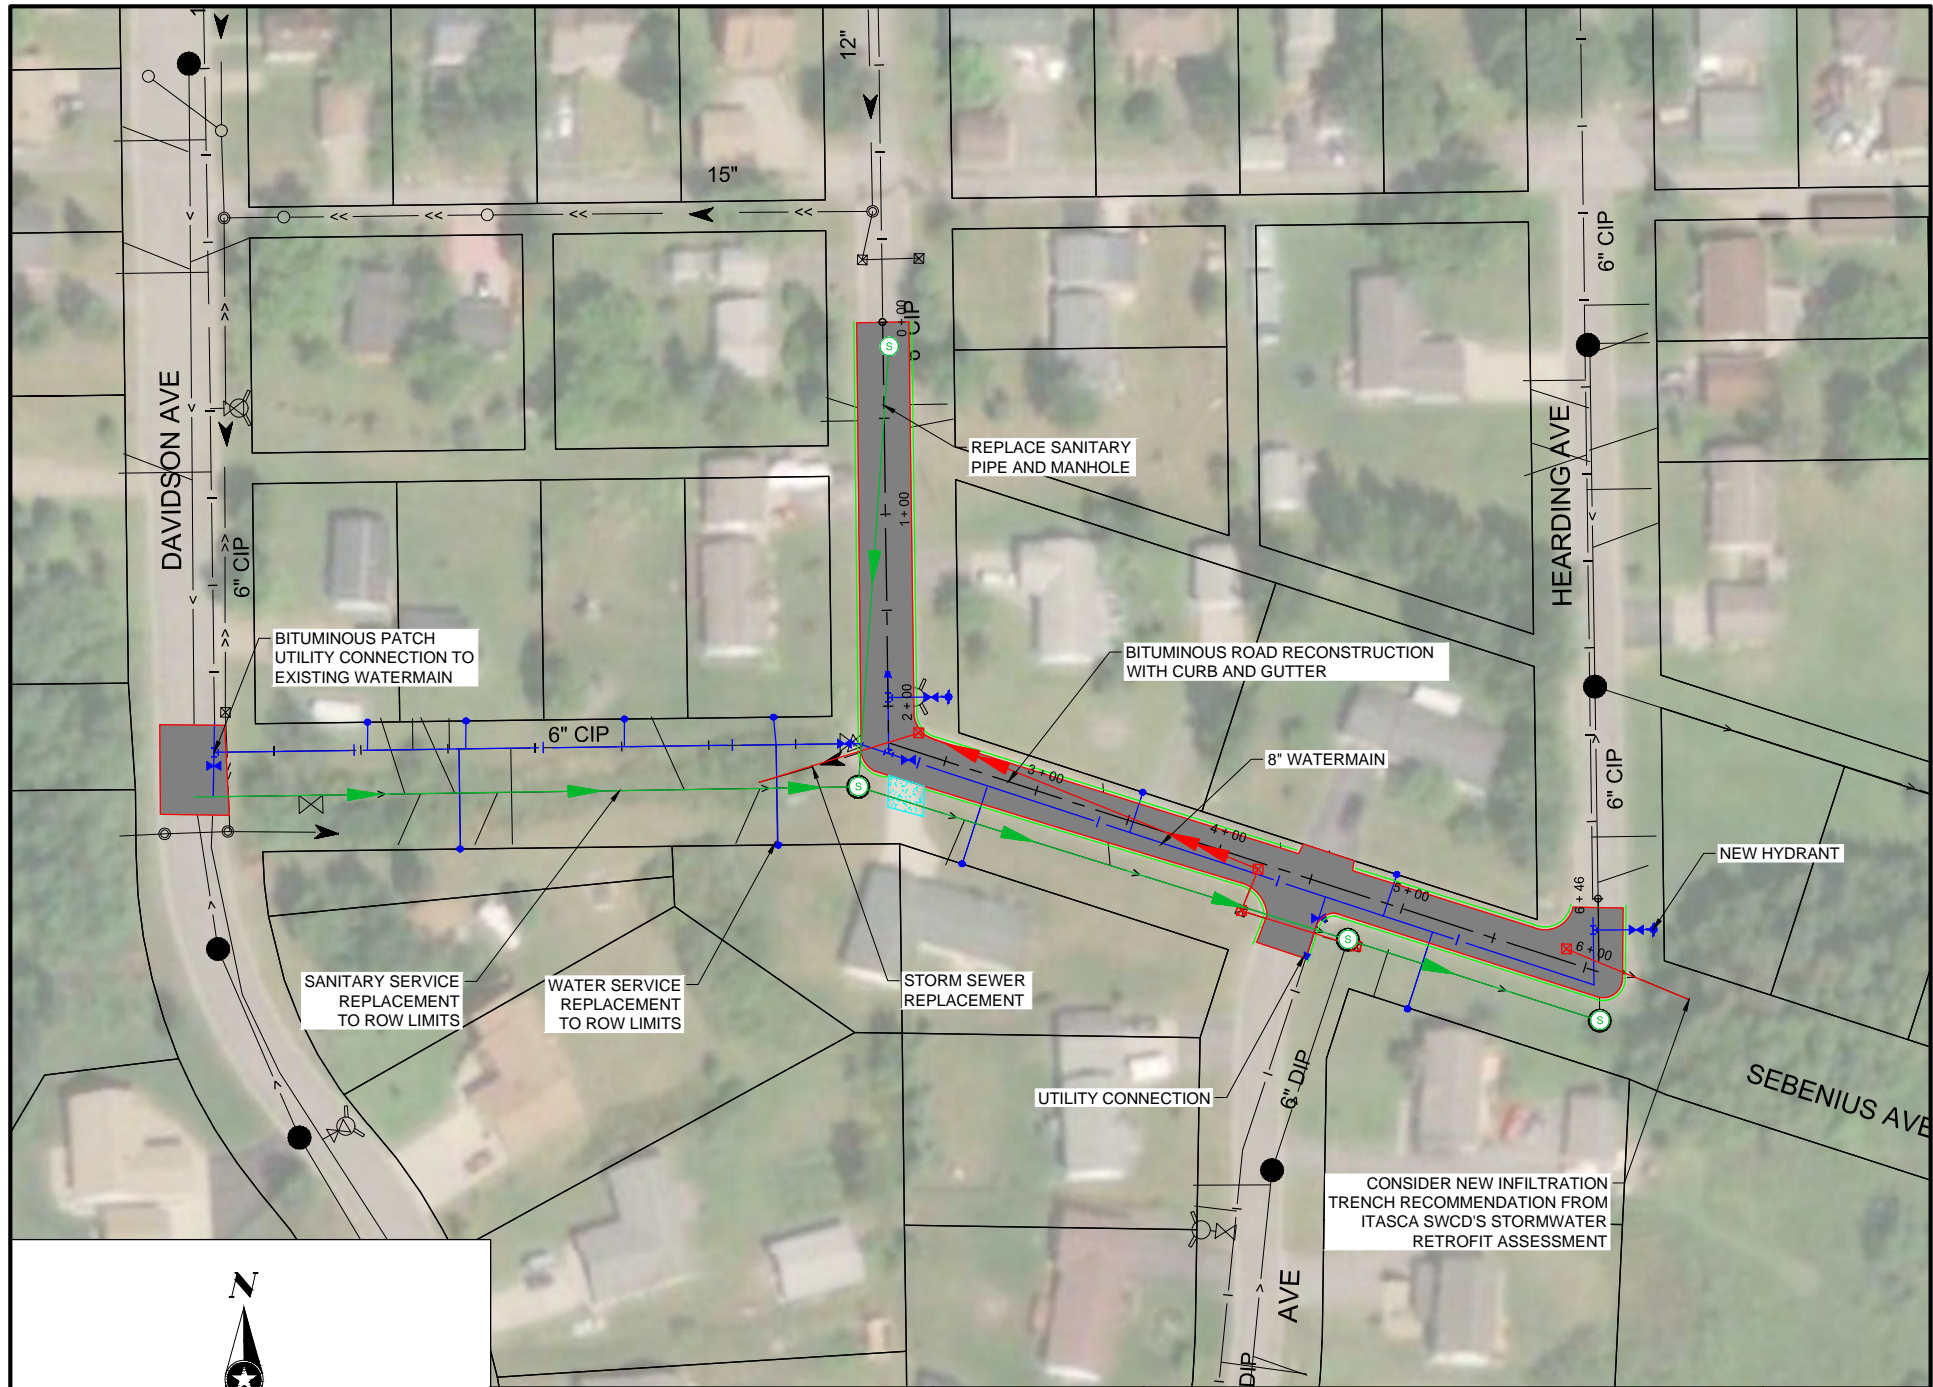 12"
15"
6" CIP
0 + 00
6" CIP
DAVIDSON AVE
REPLACE SANITARY
PIPE AND MANHOLE
HEARDING AVE
1 + 00
6" CIP
BITUMINOUS PATCH
UTILITY CONNECTION TO
EXISTING WATERMAIN
BITUMINOUS ROAD RECONSTRUCTION
WITH CURB AND GUTTER
2 + 00
6" CIP
8" WATERMAIN
3 + 00
6" CIP
4 + 00
NEW HYDRANT
5 + 00
6 + 46
6 + 00
SANITARY SERVICE
REPLACEMENT
TO ROW LIMITS
WATER SERVICE
REPLACEMENT
TO ROW LIMITS
STORM SEWER
REPLACEMENT
S
S
S
S
UTILITY CONNECTION
6" DIP
SEBENIUS AVE
CONSIDER NEW INFILTRATION
TRENCH RECOMMENDATION FROM
ITASCA SWCD'S STORMWATER
RETROFIT ASSESSMENT
AVE
DIP
N